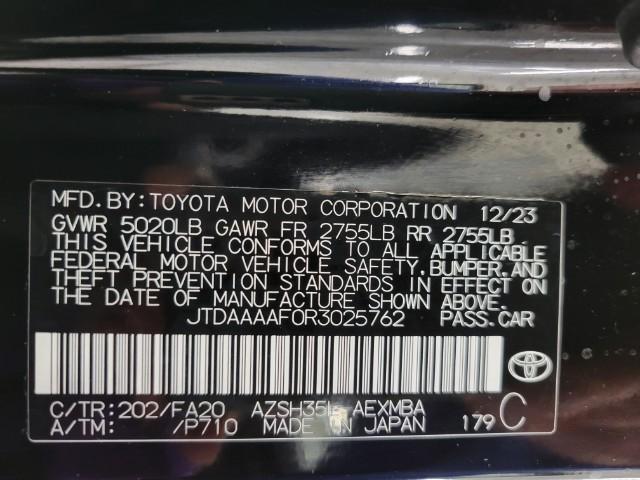 MFD. BY: TOYOTA MOTOR CORPORATION 12/23
GVWR 5020LB GAWR FR 2755LB RR 2755LB
THIS VEHICLE CONFORMS TO ALL APPLICABLE
FEDERAL MOTOR VEHICLE SAFETY, BUMPER, AND
THEFT PREVENTION STANDARDS IN EFFECT ON
THE DATE OF MANUFACTURE SHOWN ABOVE.
JTDAAAAF0R3025762 PASS. CAR
C/TR: 202/FA20 AZSH35L-AEXMBA
A/TM: /P710 MADE IN JAPAN 179 C